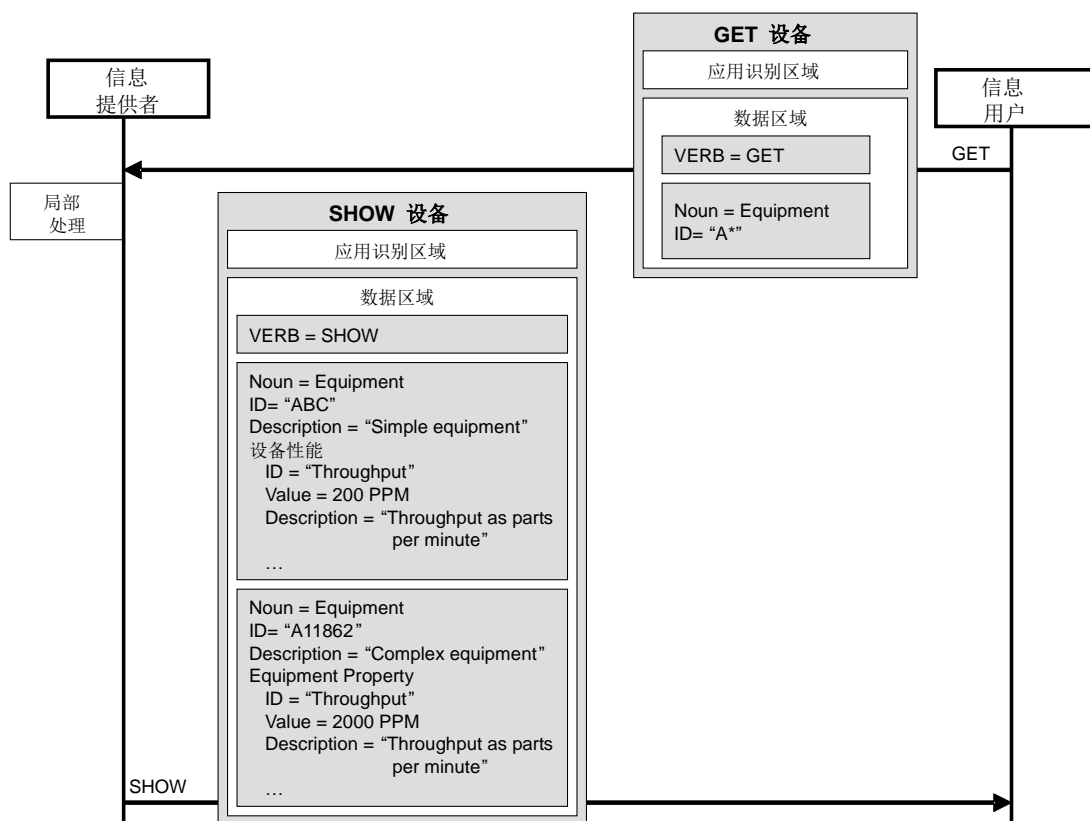 GET 设备
应用识别区域
数据区域
VERB = GET
Noun = Equipment
ID= “A*”
信息
提供者
信息
用户
GET
局部
处理
SHOW 设备
应用识别区域
数据区域
VERB = SHOW
Noun = Equipment
ID= “ABC”
Description = “Simple equipment”
设备性能
ID = “Throughput”
Value = 200 PPM
Description = “Throughput as parts
per minute”
…
Noun = Equipment
ID= “A11862”
Description = “Complex equipment”
Equipment Property
ID = “Throughput”
Value = 2000 PPM
Description = “Throughput as parts
per minute”
…
SHOW